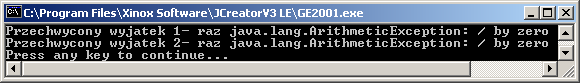 C:\Program Files\Xinox Software\JCreatorV3 LE\GE2001.exe
Przechwycony wyjatek 1- raz java.lang.ArithmeticException: / by zero
Przechwycony wyjatek 2- raz java.lang.ArithmeticException: / by zero
Press any key to continue...